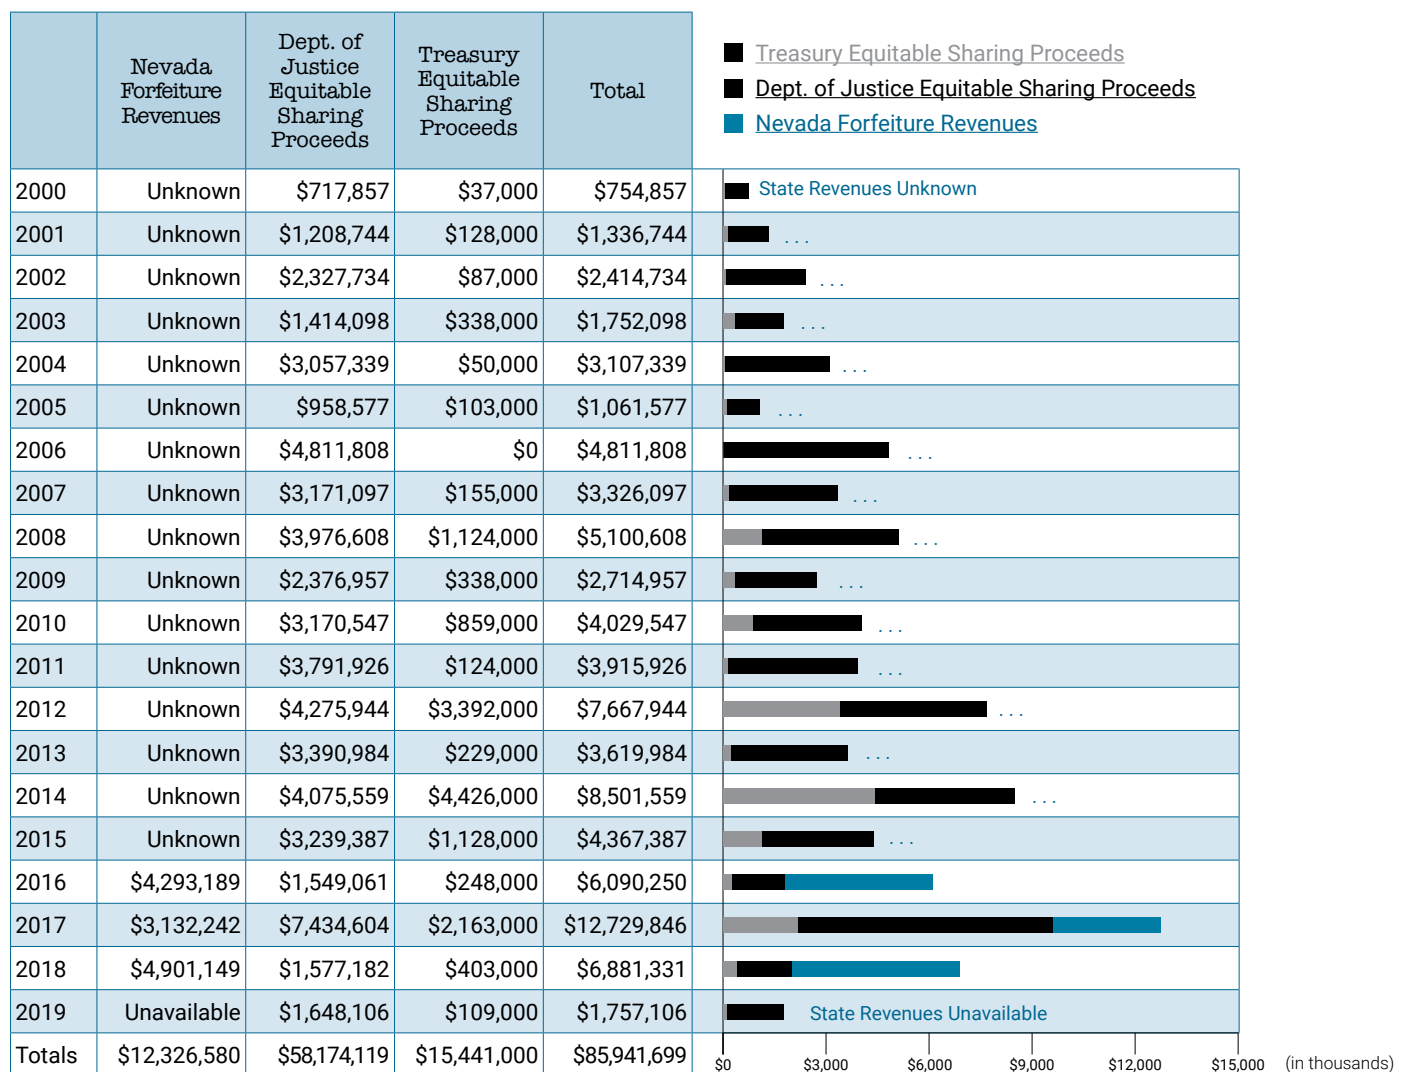 Nevada
Forfeiture
Revenues
Dept. of
Justice
Equitable
Sharing
Proceeds
Treasury
Equitable
Sharing
Proceeds
Total
Treasury Equitable Sharing Proceeds
Dept. of Justice Equitable Sharing Proceeds
Nevada Forfeiture Revenues
2000 Unknown $717,857 $37,000 $754,857 State Revenues Unknown
2001 Unknown $1,208,744 $128,000 $1,336,744 ...
2002 Unknown $2,327,734 $87,000 $2,414,734 ...
2003 Unknown $1,414,098 $338,000 $1,752,098 ...
2004 Unknown $3,057,339 $50,000 $3,107,339 ...
2005 Unknown $958,577 $103,000 $1,061,577 ...
2006 Unknown $4,811,808 $0 $4,811,808 ...
2007 Unknown $3,171,097 $155,000 $3,326,097 ...
2008 Unknown $3,976,608 $1,124,000 $5,100,608 ...
2009 Unknown $2,376,957 $338,000 $2,714,957 ...
2010 Unknown $3,170,547 $859,000 $4,029,547 ...
2011 Unknown $3,791,926 $124,000 $3,915,926 ...
2012 Unknown $4,275,944 $3,392,000 $7,667,944 ...
2013 Unknown $3,390,984 $229,000 $3,619,984 ...
2014 Unknown $4,075,559 $4,426,000 $8,501,559 ...
2015 Unknown $3,239,387 $1,128,000 $4,367,387 ...
2016 $4,293,189 $1,549,061 $248,000 $6,090,250
2017 $3,132,242 $7,434,604 $2,163,000 $12,729,846
2018 $4,901,149 $1,577,182 $403,000 $6,881,331
2019 Unavailable $1,648,106 $109,000 $1,757,106 State Revenues Unavailable
Totals $12,326,580 $58,174,119 $15,441,000 $85,941,699
$0 $3,000 $6,000 $9,000 $12,000 $15,000 (in thousands)